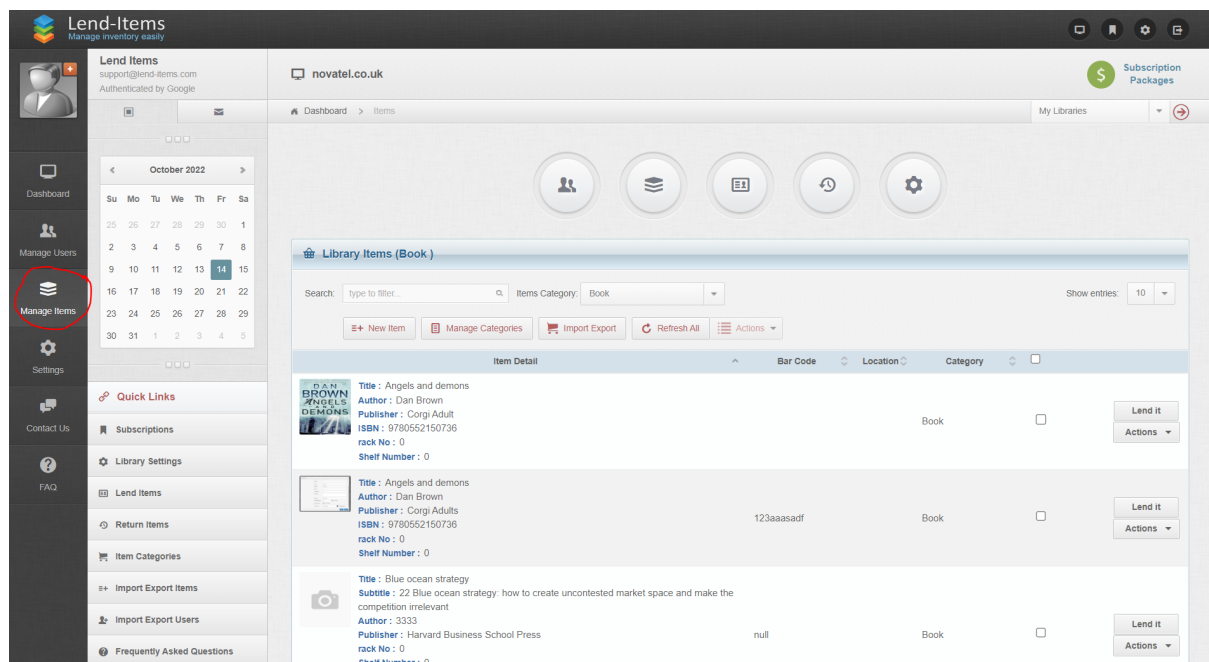 Lend-Items
Manage inventory easily
Lend Items
support@lend-items.com
Authenticated by Google
novatel.co.uk
$
Subscription
Packages
Dashboard > Items
My Libraries
Dashboard
Manage Users
Manage Items
Settings
Contact Us
FAQ
« October 2022 »
Su Mo Tu We Th Fr Sa
25 26 27 28 29 30 1
2 3 4 5 6 7 8
9 10 11 12 13 14 15
16 17 18 19 20 21 22
23 24 25 26 27 28 29
30 31 1 2 3 4 5
Quick Links
Subscriptions
Library Settings
Lend Items
Return Items
Item Categories
Import Export Items
Import Export Users
Frequently Asked Questions
Library Items (Book )
Search: type to filter... Items Category: Book Show entries: 10
New Item Manage Categories Import Export Refresh All Actions
Item Detail Bar Code Location Category
DAN
BROWN
ANGELS
AND
DEMONS
Title : Angels and demons
Author : Dan Brown
Publisher : Corgi Adult
ISBN : 9780552150736
rack No : 0
Shelf Number : 0
Book
Lend it
Actions
Title : Angels and demons
Author : Dan Brown
Publisher : Corgi Adults
ISBN : 9780552150736
rack No : 0
Shelf Number : 0
123aaasadf
Book
Lend it
Actions
Title : Blue ocean strategy
Subtitle : 22 Blue ocean strategy: how to create uncontested market space and make the
competition irrelevant
Author : 3333
Publisher : Harvard Business School Press
rack No : 0
Shelf Number : 0
null
Book
Lend it
Actions